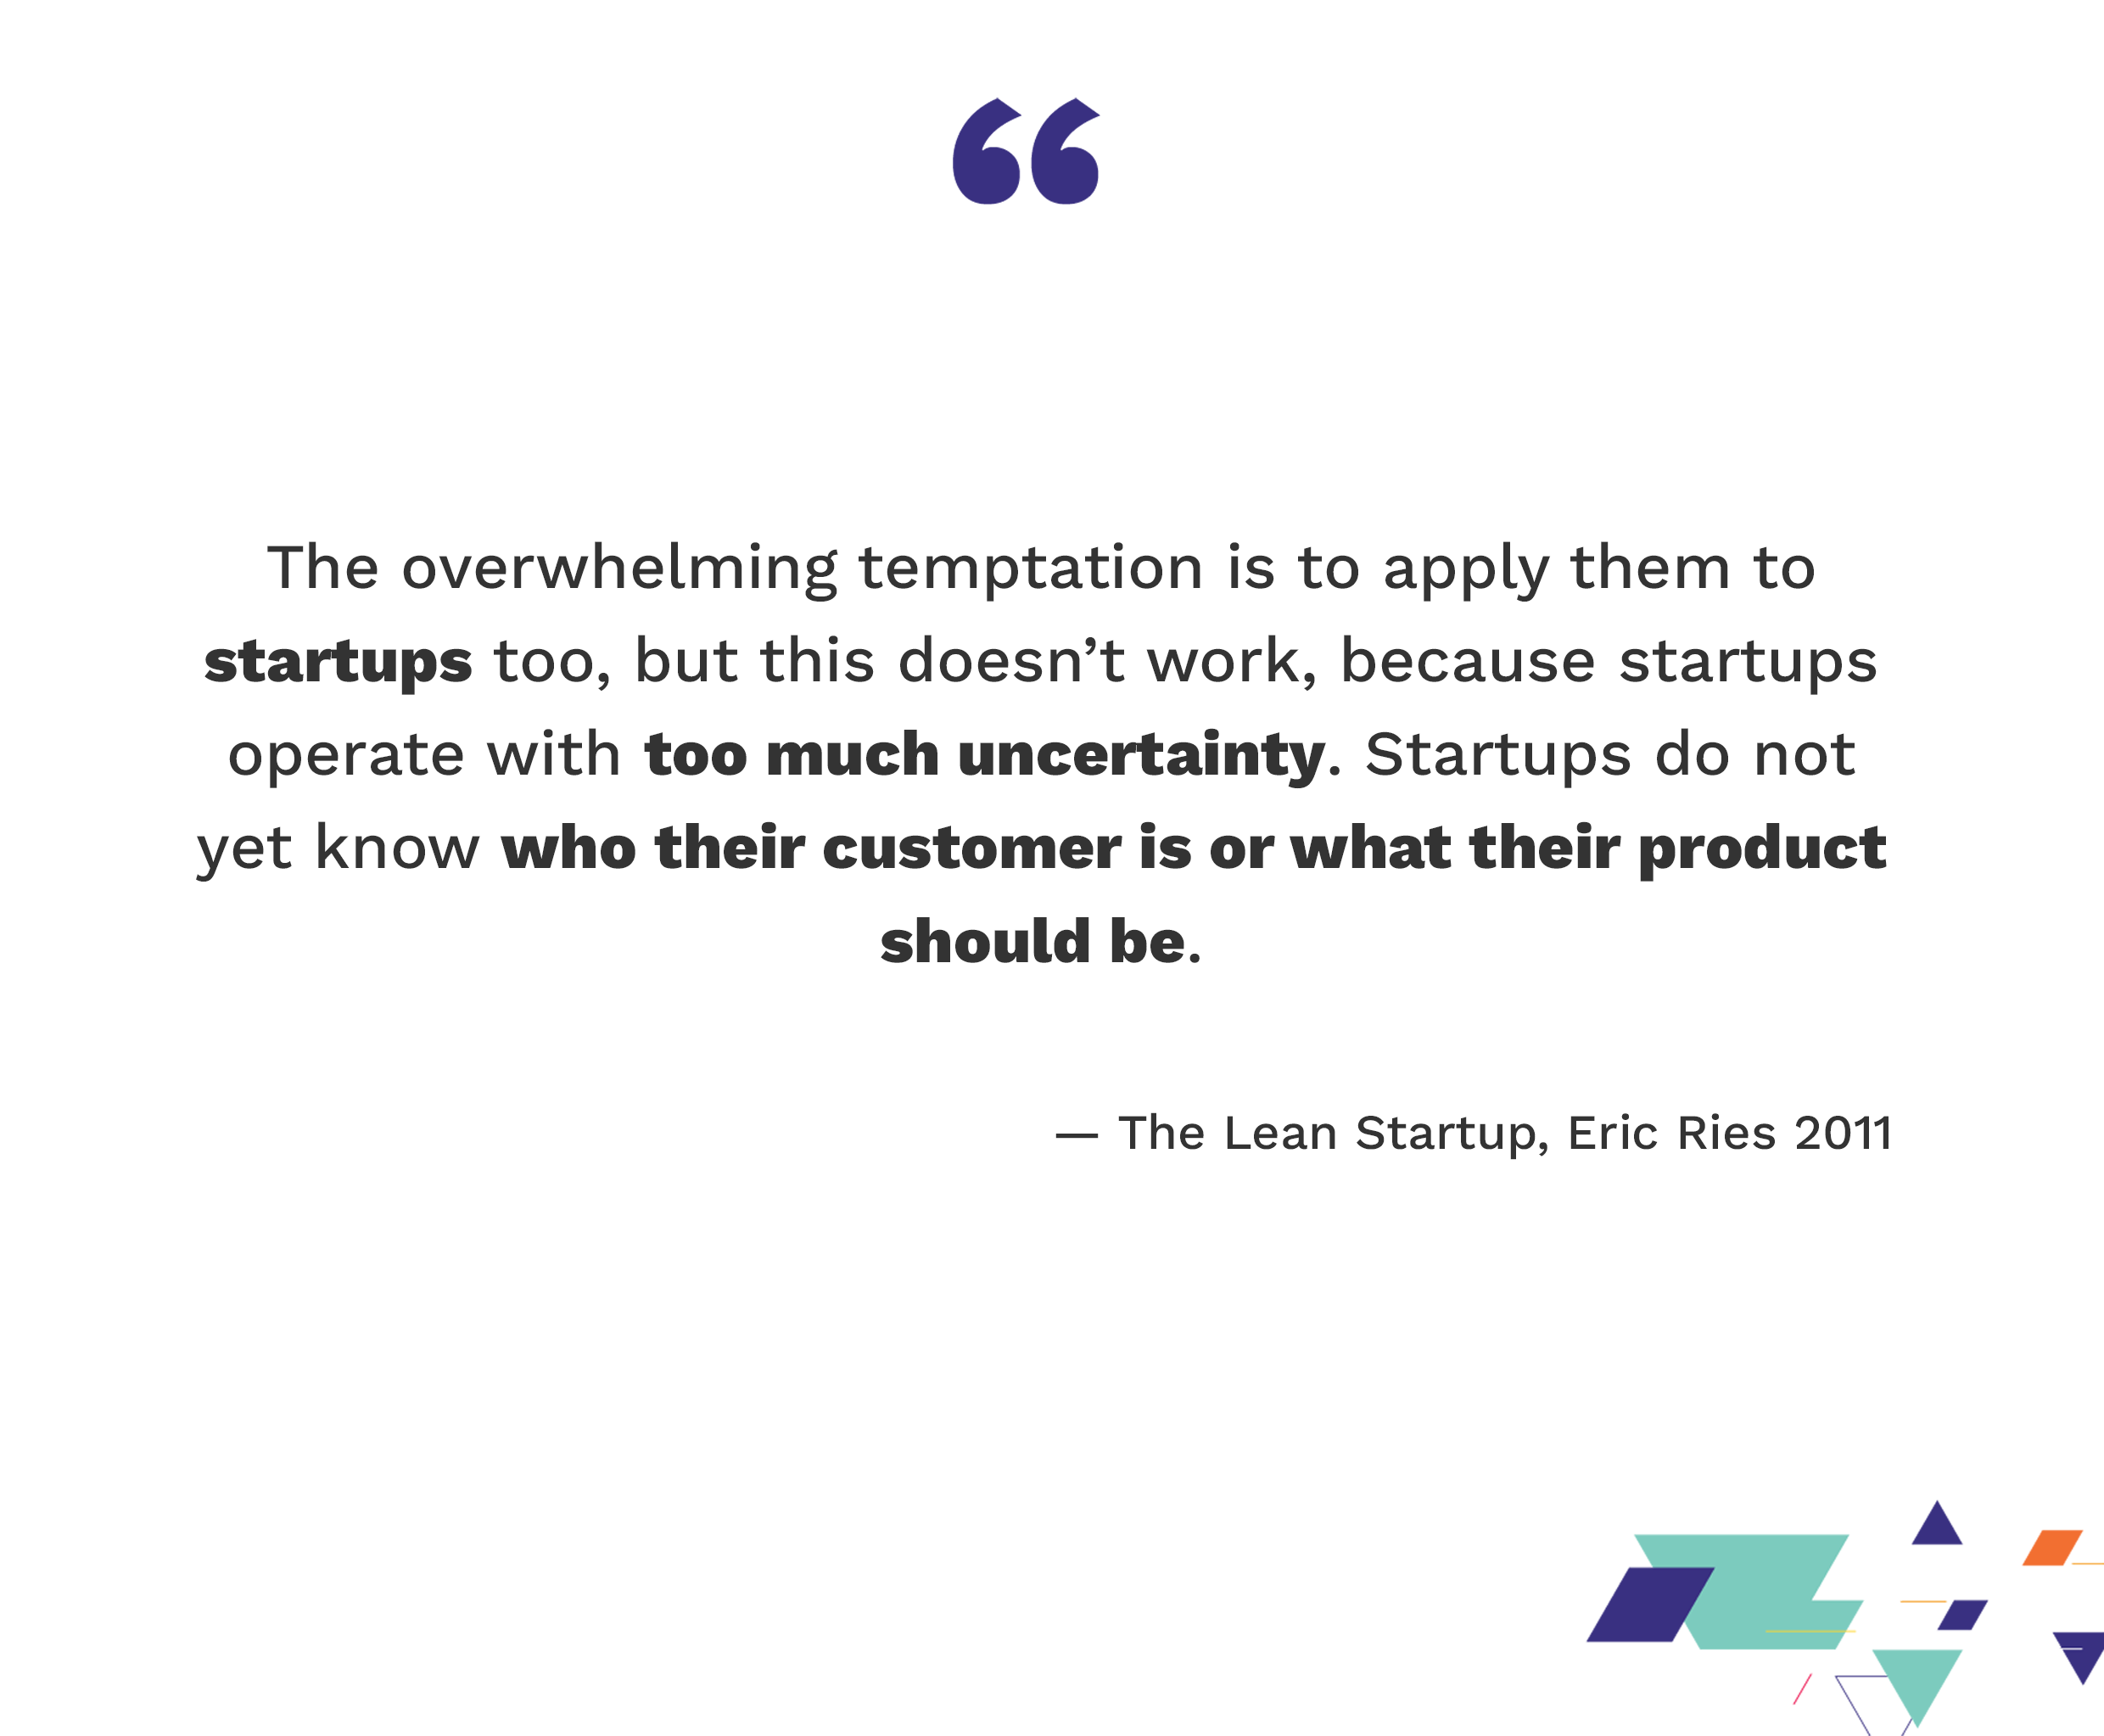 “
The overwhelming temptation is to apply them to
startups too, but this doesn’t work, because startups
operate with too much uncertainty. Startups do not
yet know who their customer is or what their product
should be.
— The Lean Startup, Eric Ries 2011